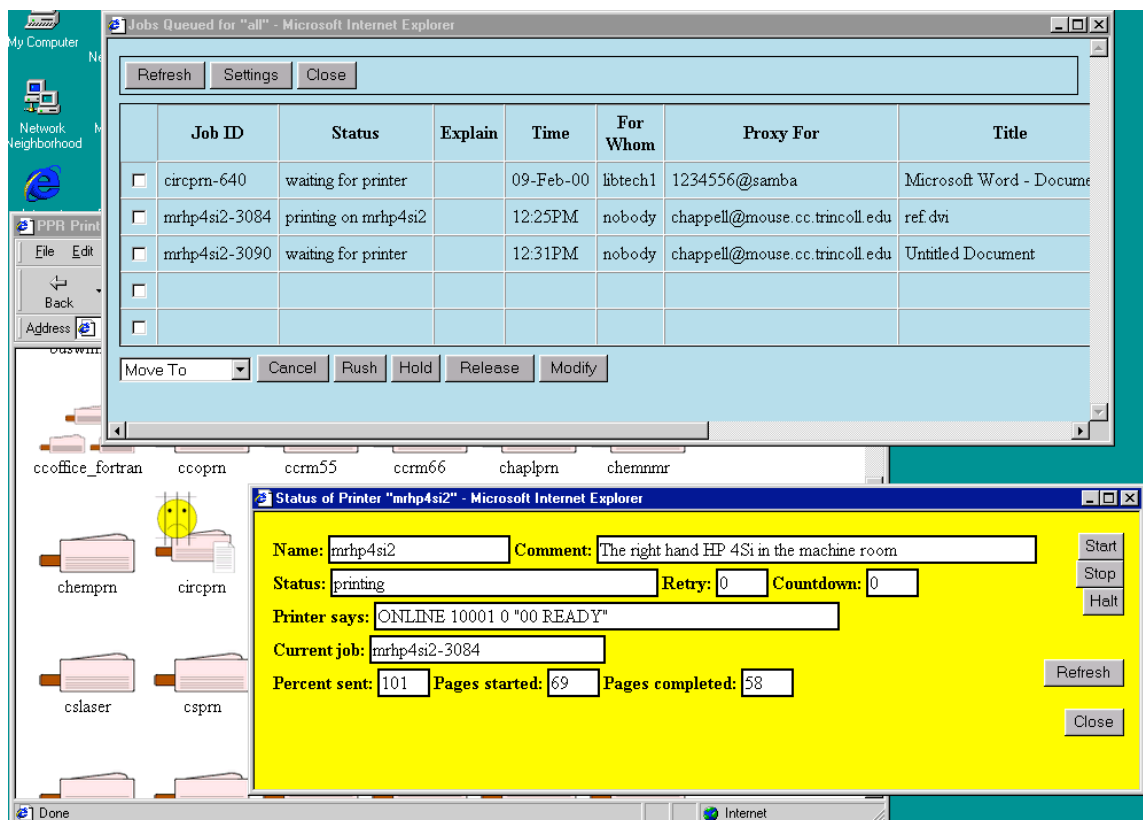 My Computer
Ne
Network
Neighborhood
Jobs Queued for "all" - Microsoft Internet Explorer
Refresh Settings Close
Job ID Status Explain Time For Whom Proxy For Title
circprn-640 waiting for printer 09-Feb-00 libtech1 1234556@samba Microsoft Word - Docume
mrhp4si2-3084 printing on mrhp4si2 12:25PM nobody chappell@mouse.cc.trincoll.edu ref.dvi
mrhp4si2-3090 waiting for printer 12:31PM nobody chappell@mouse.cc.trincoll.edu Untitled Document
Move To Cancel Rush Hold Release Modify
PPR Print
File Edit
Back
Address
ccoffice_fortran ccoprn ccrm55 ccrm66 chaplprn chemnmr
chemprn circprn
cslaser csprn
Status of Printer "mrhp4si2" - Microsoft Internet Explorer
Name: mrhp4si2 Comment: The right hand HP 4Si in the machine room
Status: printing Retry: 0 Countdown: 0
Printer says: ONLINE 10001 0 "00 READY"
Current job: mrhp4si2-3084
Percent sent: 101 Pages started: 69 Pages completed: 58
Start
Stop
Halt
Refresh
Close
Done Internet